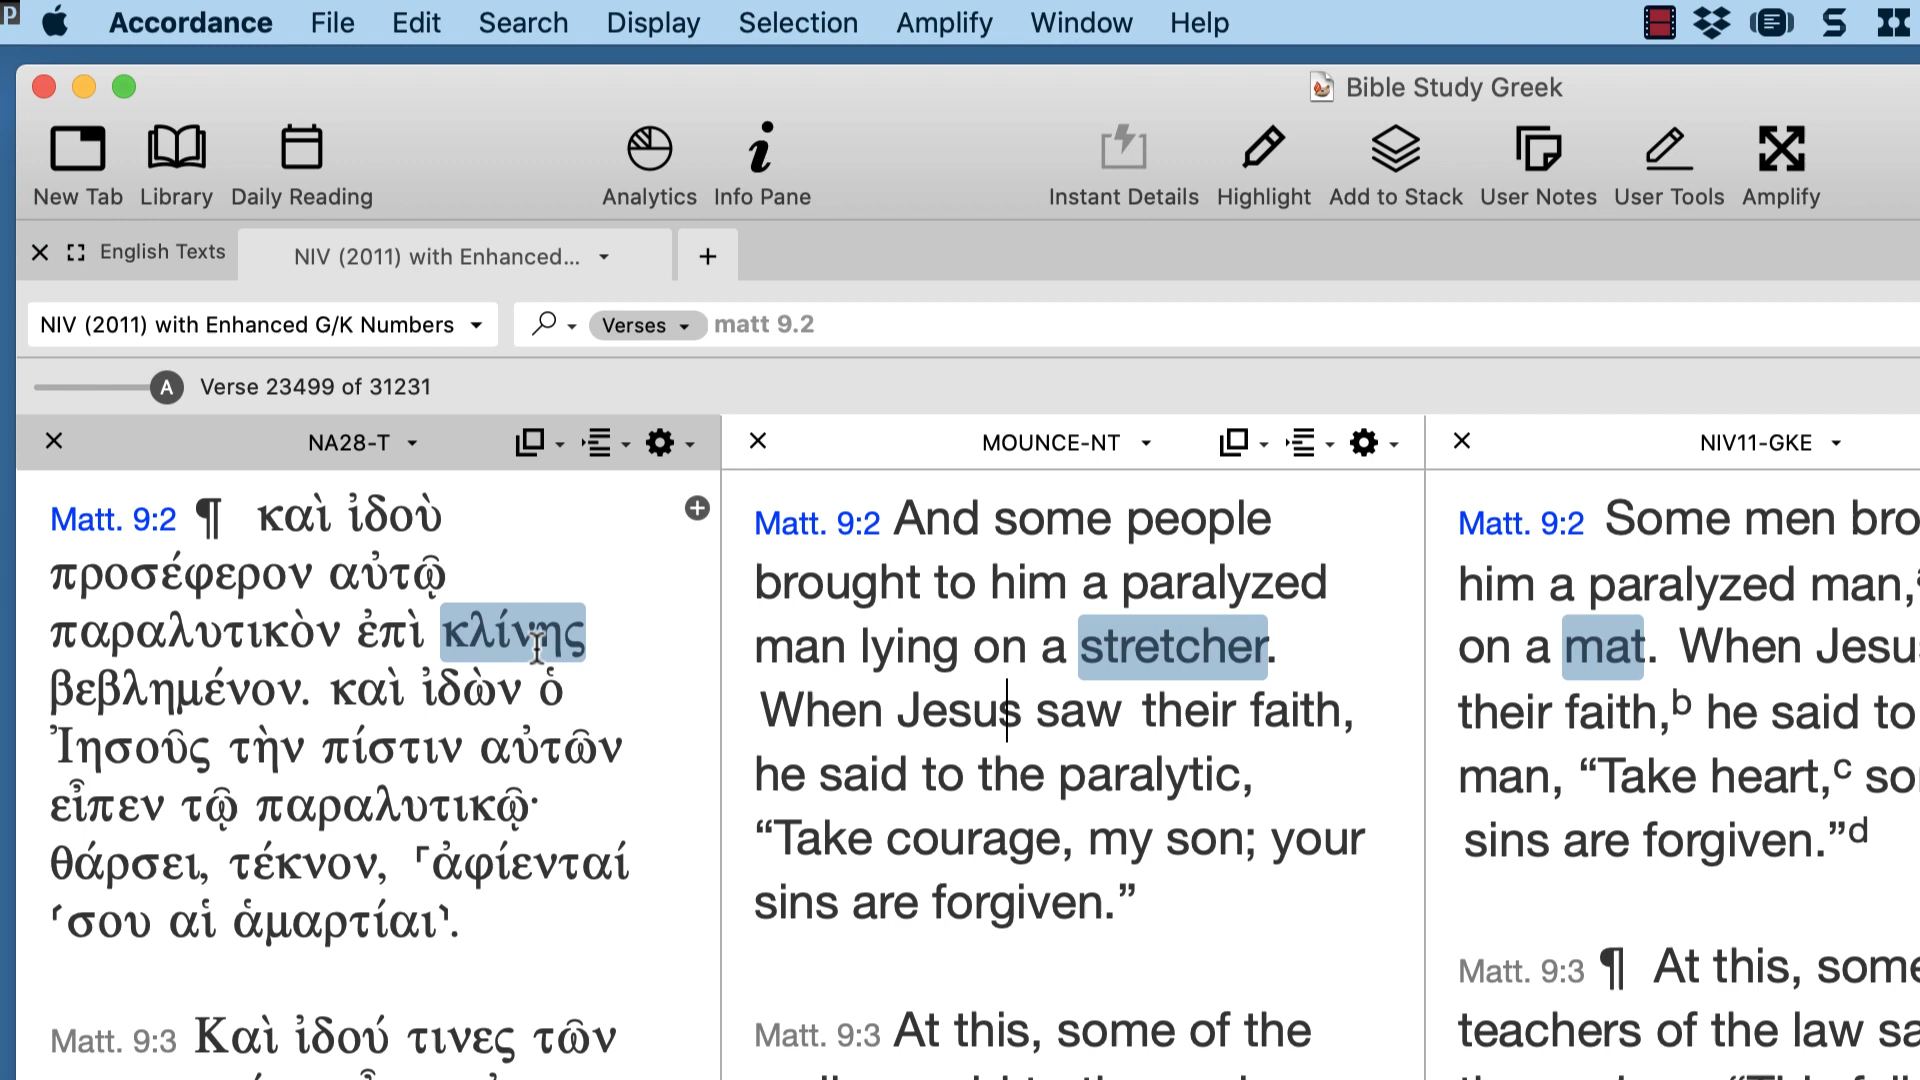 P
Accordance File Edit Search Display Selection Amplify Window Help
Bible Study Greek
New Tab Library Daily Reading Analytics Info Pane Instant Details Highlight Add to Stack User Notes User Tools Amplify
English Texts NIV (2011) with Enhanced... +
NIV (2011) with Enhanced G/K Numbers Verses matt 9.2
A Verse 23499 of 31231
NA28-T
Matt. 9:2 ¶ καὶ ἰδοὺ
προσέφερον αὐτῷ
παραλυτικὸν ἐπὶ κλίνης
βεβλημένον. καὶ ἰδὼν ὁ
Ἰησοῦς τὴν πίστιν αὐτῶν
εἶπεν τῷ παραλυτικῷ·
θάρσει, τέκνον, ⸀ἀφίενταί
⸂σου αἱ ἁμαρτίαι⸃.
Matt. 9:3 Καὶ ἰδού τινες τῶν
MOUNCE-NT
Matt. 9:2 And some people
brought to him a paralyzed
man lying on a stretcher.
When Jesus saw their faith,
he said to the paralytic,
“Take courage, my son; your
sins are forgiven.”
Matt. 9:3 At this, some of the
NIV11-GKE
Matt. 9:2 Some men bro
him a paralyzed man,
on a mat. When Jesu
their faith,b he said to
man, “Take heart,c so
sins are forgiven.”d
Matt. 9:3 ¶ At this, some
teachers of the law sa